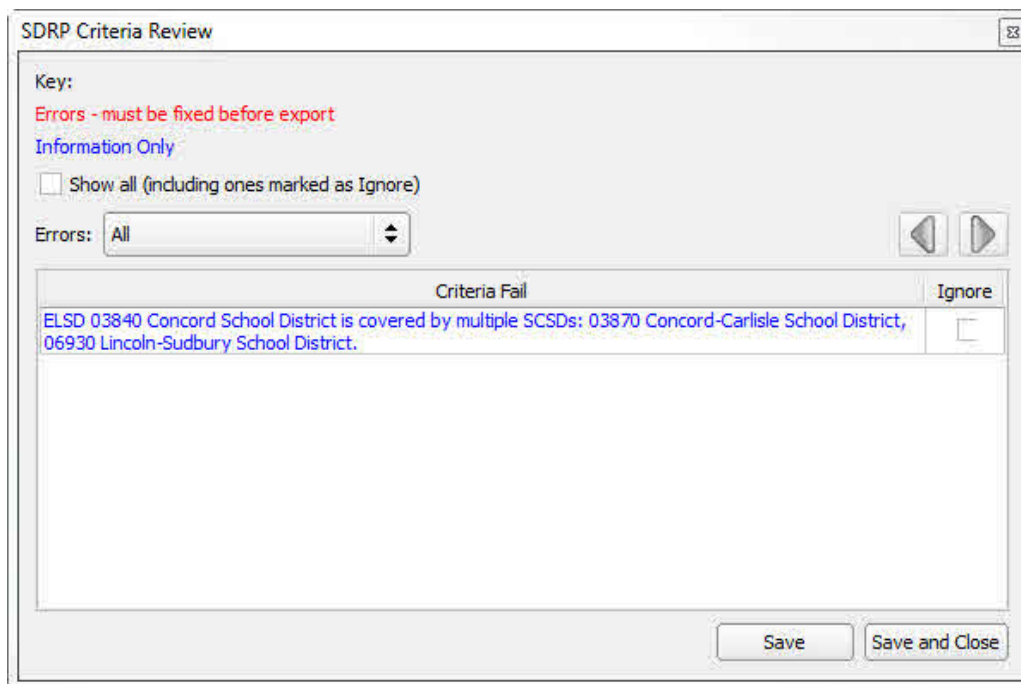 SDRP Criteria Review
Key:
Errors - must be fixed before export
Information Only
Show all (including ones marked as Ignore)
Errors: All
Criteria Fail Ignore
ELSD 03840 Concord School District is covered by multiple SCSDs: 03870 Concord-Carlisle School District,
06930 Lincoln-Sudbury School District.
Save Save and Close